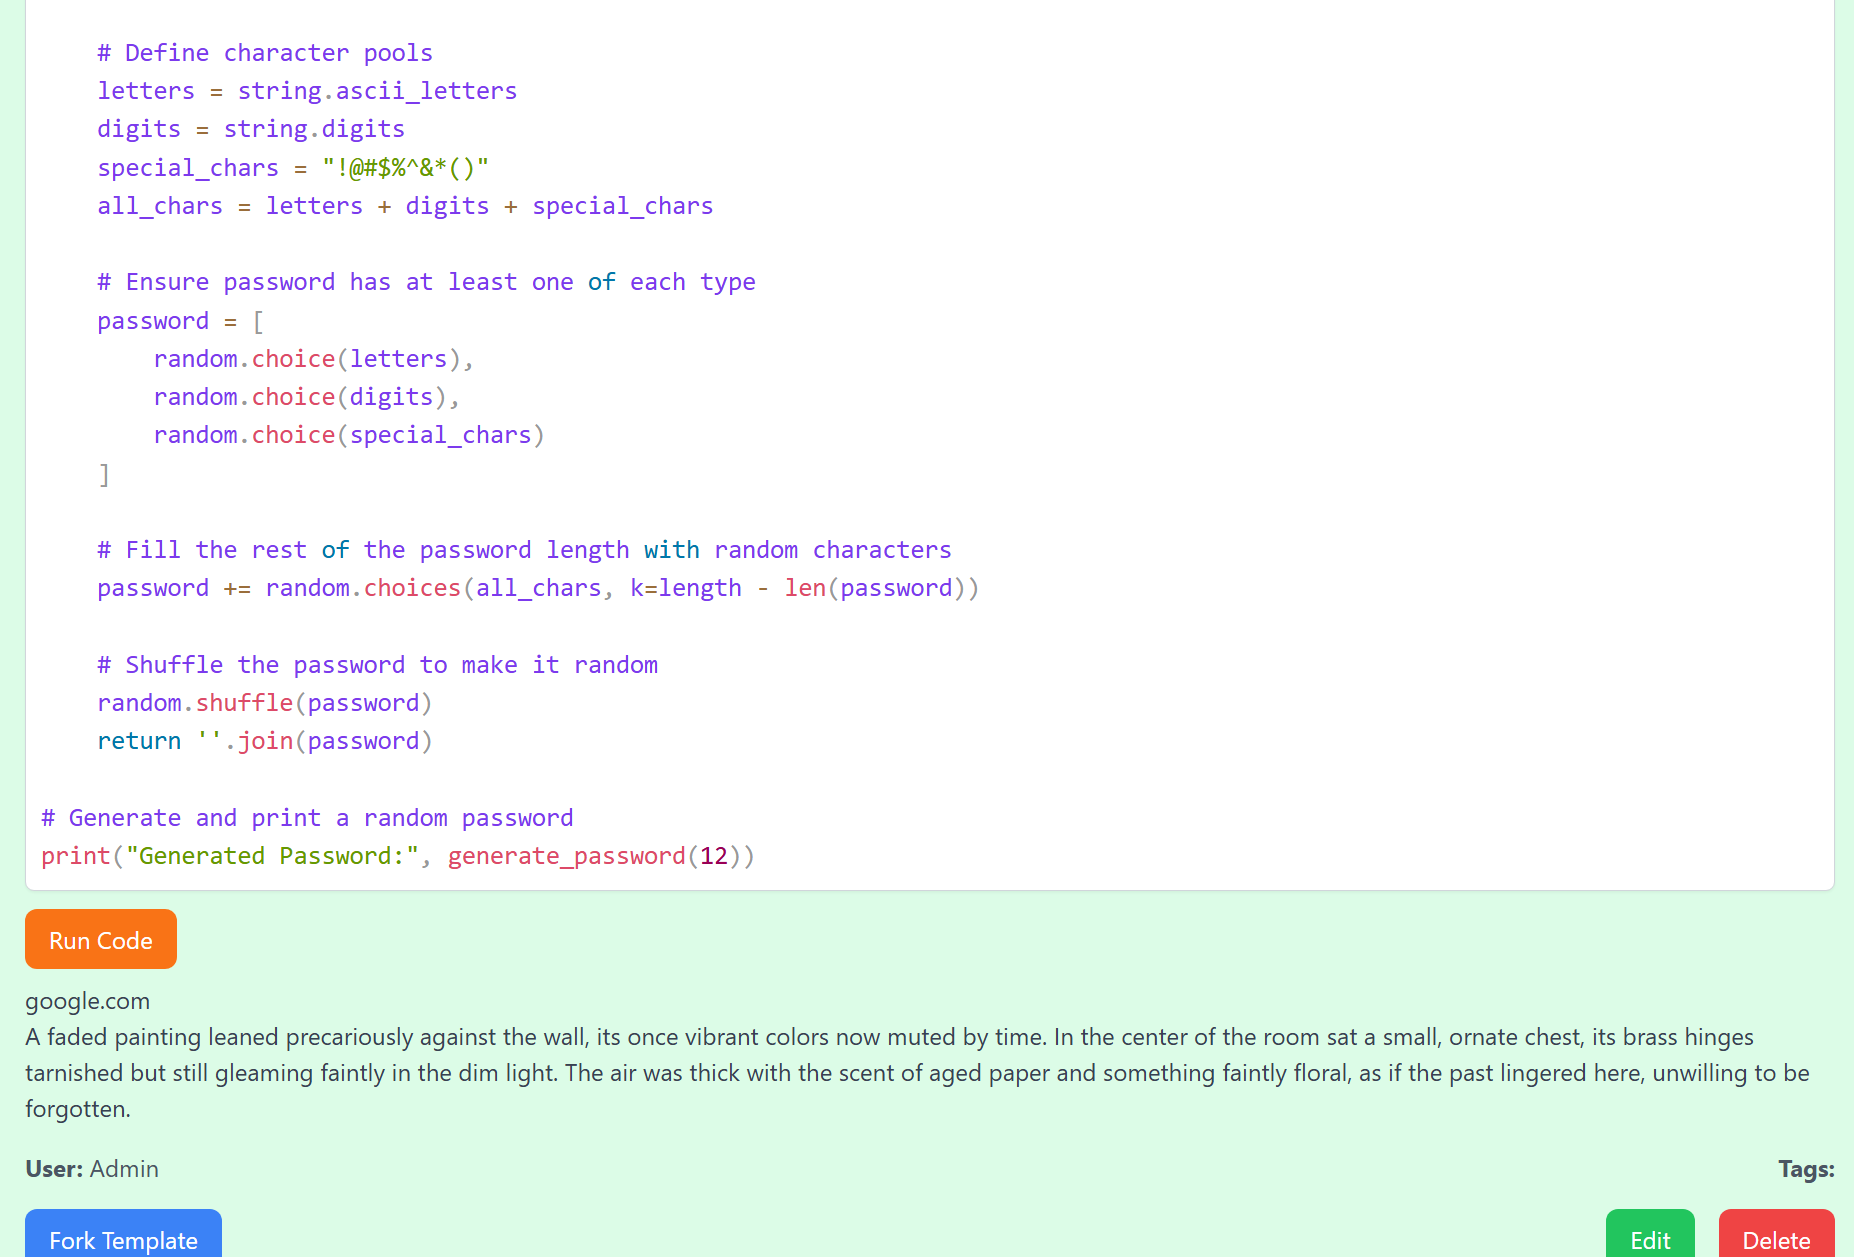 # Define character pools
letters = string.ascii_letters
digits = string.digits
special_chars = "!@#$%^&*()"
all_chars = letters + digits + special_chars
# Ensure password has at least one of each type
password = [
random.choice(letters),
random.choice(digits),
random.choice(special_chars)
]
# Fill the rest of the password length with random characters
password += random.choices(all_chars, k=length - len(password))
# Shuffle the password to make it random
random.shuffle(password)
return ''.join(password)
# Generate and print a random password
print("Generated Password:", generate_password(12))
Run Code
google.com
A faded painting leaned precariously against the wall, its once vibrant colors now muted by time. In the center of the room sat a small, ornate chest, its brass hinges
tarnished but still gleaming faintly in the dim light. The air was thick with the scent of aged paper and something faintly floral, as if the past lingered here, unwilling to be
forgotten.
User: Admin
Tags:
Fork Template
Edit
Delete